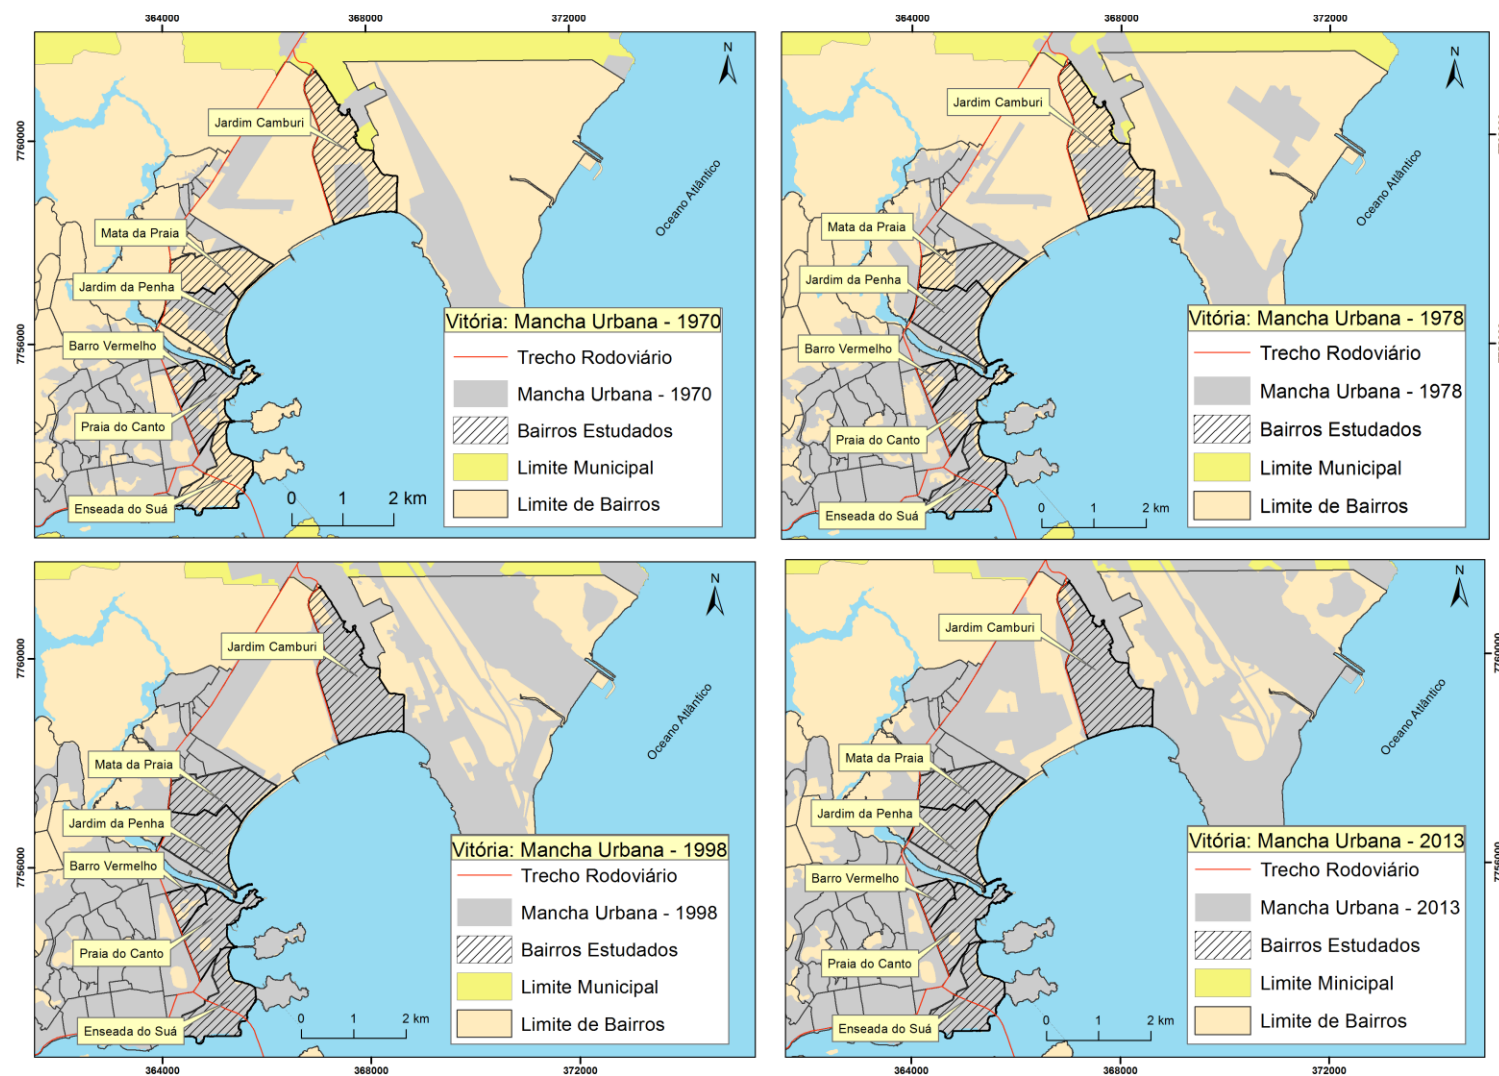 364000
368000
372000
7760000
7756000
N
Jardim Camburi
Mata da Praia
Jardim da Penha
Barro Vermelho
Praia do Canto
Enseada do Suá
Oceano Atlântico
0 1 2 km
Vitória: Mancha Urbana - 1970
Trecho Rodoviário
Mancha Urbana - 1970
Bairros Estudados
Limite Municipal
Limite de Bairros
364000
368000
372000
N
Jardim Camburi
Mata da Praia
Jardim da Penha
Barro Vermelho
Praia do Canto
Enseada do Suá
Oceano Atlântico
0 1 2 km
Vitória: Mancha Urbana - 1978
Trecho Rodoviário
Mancha Urbana - 1978
Bairros Estudados
Limite Municipal
Limite de Bairros
7760000
7756000
N
Jardim Camburi
Mata da Praia
Jardim da Penha
Barro Vermelho
Praia do Canto
Enseada do Suá
Oceano Atlântico
0 1 2 km
Vitória: Mancha Urbana - 1998
Trecho Rodoviário
Mancha Urbana - 1998
Bairros Estudados
Limite Municipal
Limite de Bairros
364000
368000
372000
N
Jardim Camburi
Mata da Praia
Jardim da Penha
Barro Vermelho
Praia do Canto
Enseada do Suá
Oceano Atlântico
0 1 2 km
Vitória: Mancha Urbana - 2013
Trecho Rodoviário
Mancha Urbana - 2013
Bairros Estudados
Limite Minicipal
Limite de Bairros
7760000
7756000
364000
368000
372000